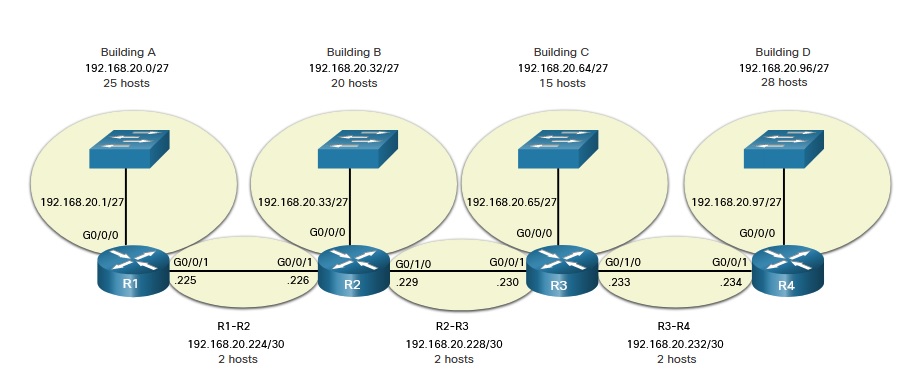 Building A
192.168.20.0/27
25 hosts
Building B
192.168.20.32/27
20 hosts
Building C
192.168.20.64/27
15 hosts
Building D
192.168.20.96/27
28 hosts
192.168.20.1/27
192.168.20.33/27
192.168.20.65/27
192.168.20.97/27
G0/0/0
G0/0/0
G0/0/0
G0/0/0
R1
G0/0/1
.225
G0/0/1
.226
R2
G0/1/0
.229
G0/0/1
.230
R3
G0/1/0
.233
G0/0/1
.234
R4
R1-R2
192.168.20.224/30
2 hosts
R2-R3
192.168.20.228/30
2 hosts
R3-R4
192.168.20.232/30
2 hosts